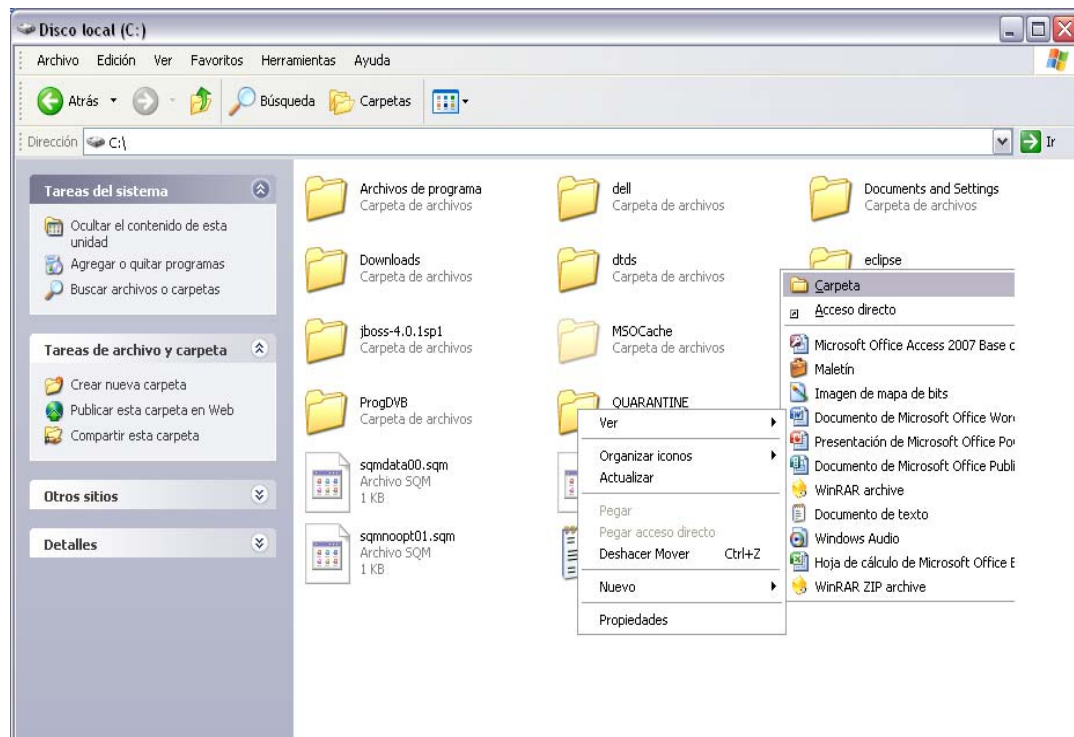 Disco local (C:)
Archivo Edición Ver Favoritos Herramientas Ayuda
Atrás Búsqueda Carpetas
Dirección C:\ Ir
Tareas del sistema
Ocultar el contenido de esta
unidad
Agregar o quitar programas
Buscar archivos o carpetas
Tareas de archivo y carpeta
Crear nueva carpeta
Publicar esta carpeta en Web
Compartir esta carpeta
Otros sitios
Detalles
Archivos de programa
Carpeta de archivos
dell
Carpeta de archivos
Documents and Settings
Carpeta de archivos
Downloads
Carpeta de archivos
dtds
Carpeta de archivos
eclipse
jboss-4.0.1sp1
Carpeta de archivos
MSOCache
Carpeta de archivos
ProgDVB
Carpeta de archivos
QUARANTINE
sqmdata00.sqm
Archivo SQM
1 KB
sqmnoopt01.sqm
Archivo SQM
1 KB
Ver
Organizar iconos
Actualizar
Pegar
Pegar acceso directo
Deshacer Mover Ctrl+Z
Nuevo
Propiedades
Carpeta
Acceso directo
Microsoft Office Access 2007 Base
Maletín
Imagen de mapa de bits
Documento de Microsoft Office
Presentación de Microsoft Office
Documento de Microsoft Office
WinRAR archive
Documento de texto
Windows Audio
Hoja de cálculo de Microsoft Office
WinRAR ZIP archive